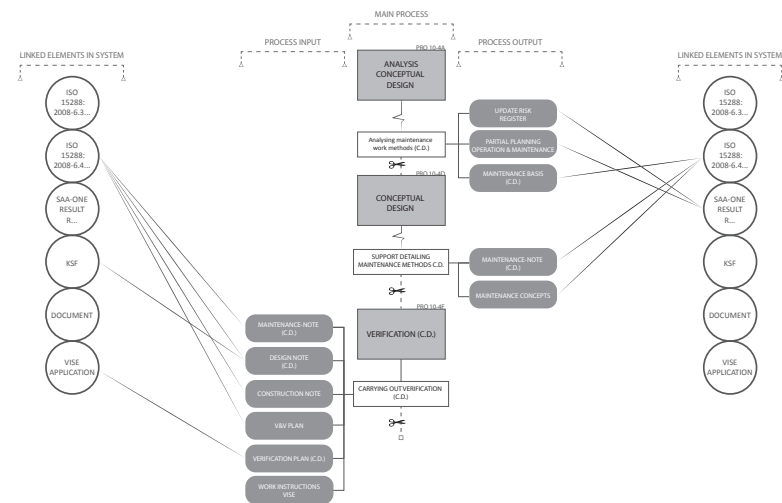 MAIN PROCESS
PROCESS INPUT
PROCESS OUTPUT
LINKED ELEMENTS IN SYSTEM
LINKED ELEMENTS IN SYSTEM
ISO
15288:
2008-6.3...
ISO
15288:
2008-6.4...
SAA-ONE
RESULT
R...
KSF
DOCUMENT
VISE
APPLICATION
MAINTENANCE-NOTE
(C.D.)
DESIGN NOTE
(C.D.)
CONSTRUCTION NOTE
V&V PLAN
VERIFICATION PLAN (C.D.)
WORK INSTRUCTIONS
VISE
PRO 10-4A
ANALYSIS
CONCEPTUAL
DESIGN
Analysing maintenance
work methods (C.D.)
PRO 10-4D
CONCEPTUAL
DESIGN
SUPPORT DETAILING
MAINTENANCE METHODS C.D.
PRO 10-4E
VERIFICATION (C.D.)
CARRYING OUT VERIFICATION
(C.D.)
UPDATE RISK
REGISTER
PARTIAL PLANNING
OPERATION & MAINTENANCE
MAINTENANCE BASIS
(C.D.)
MAINTENANCE-NOTE
(C.D.)
MAINTENANCE CONCEPTS
ISO
15288:
2008-6.3...
ISO
15288:
2008-6.4...
SAA-ONE
RESULT
R...
KSF
DOCUMENT
VISE
APPLICATION